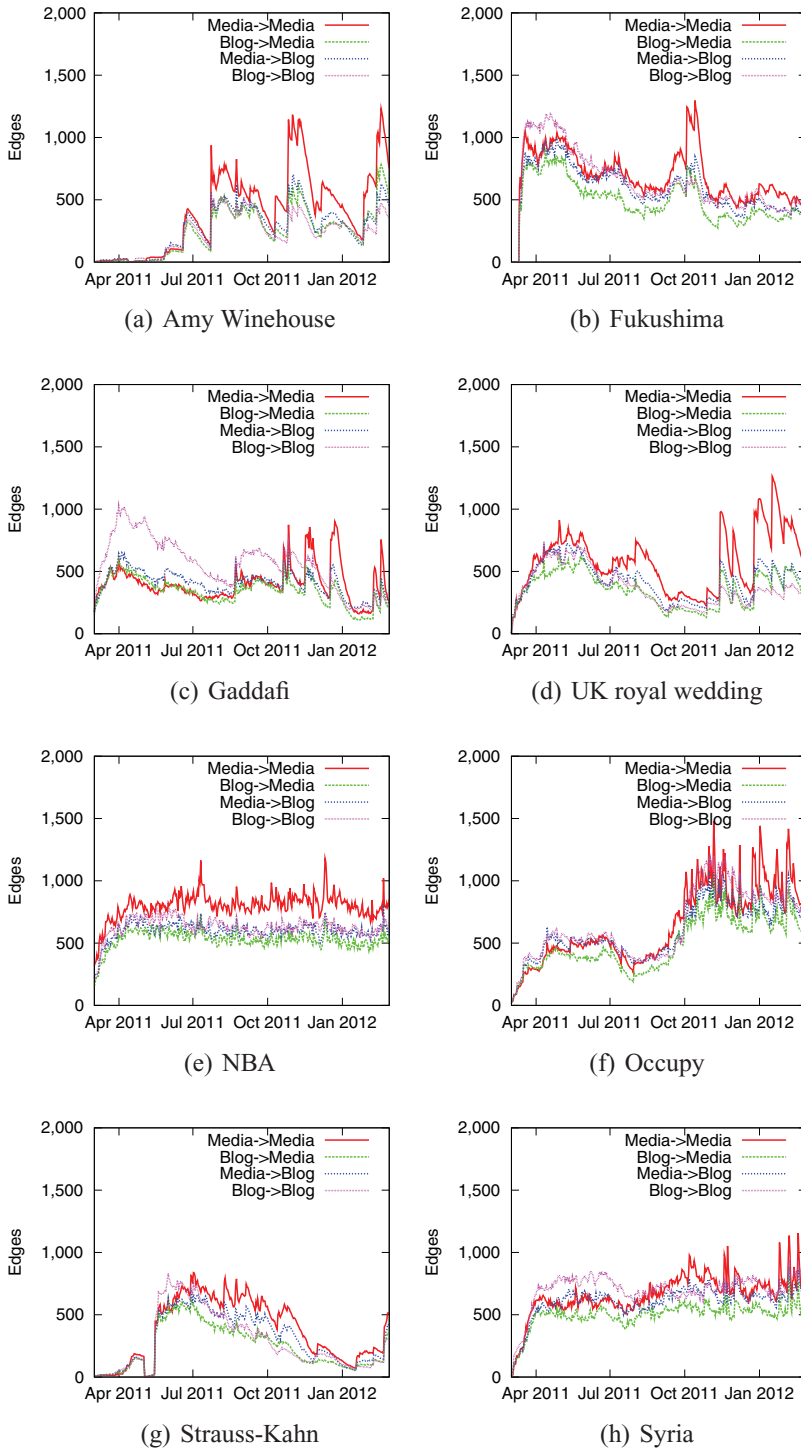 2,000
1,500
1,000
500
0
Edges
Media->Media
Blog->Media
Media->Blog
Blog->Blog
Apr 2011 Jul 2011 Oct 2011 Jan 2012
(a) Amy Winehouse
2,000
1,500
1,000
500
0
Edges
Media->Media
Blog->Media
Media->Blog
Blog->Blog
Apr 2011 Jul 2011 Oct 2011 Jan 2012
(b) Fukushima
2,000
1,500
1,000
500
0
Edges
Media->Media
Blog->Media
Media->Blog
Blog->Blog
Apr 2011 Jul 2011 Oct 2011 Jan 2012
(c) Gaddafi
2,000
1,500
1,000
500
0
Edges
Media->Media
Blog->Media
Media->Blog
Blog->Blog
Apr 2011 Jul 2011 Oct 2011 Jan 2012
(d) UK royal wedding
2,000
1,500
1,000
500
0
Edges
Media->Media
Blog->Media
Media->Blog
Blog->Blog
Apr 2011 Jul 2011 Oct 2011 Jan 2012
(e) NBA
2,000
1,500
1,000
500
0
Edges
Media->Media
Blog->Media
Media->Blog
Blog->Blog
Apr 2011 Jul 2011 Oct 2011 Jan 2012
(f) Occupy
2,000
1,500
1,000
500
0
Edges
Media->Media
Blog->Media
Media->Blog
Blog->Blog
Apr 2011 Jul 2011 Oct 2011 Jan 2012
(g) Strauss-Kahn
2,000
1,500
1,000
500
0
Edges
Media->Media
Blog->Media
Media->Blog
Blog->Blog
Apr 2011 Jul 2011 Oct 2011 Jan 2012
(h) Syria